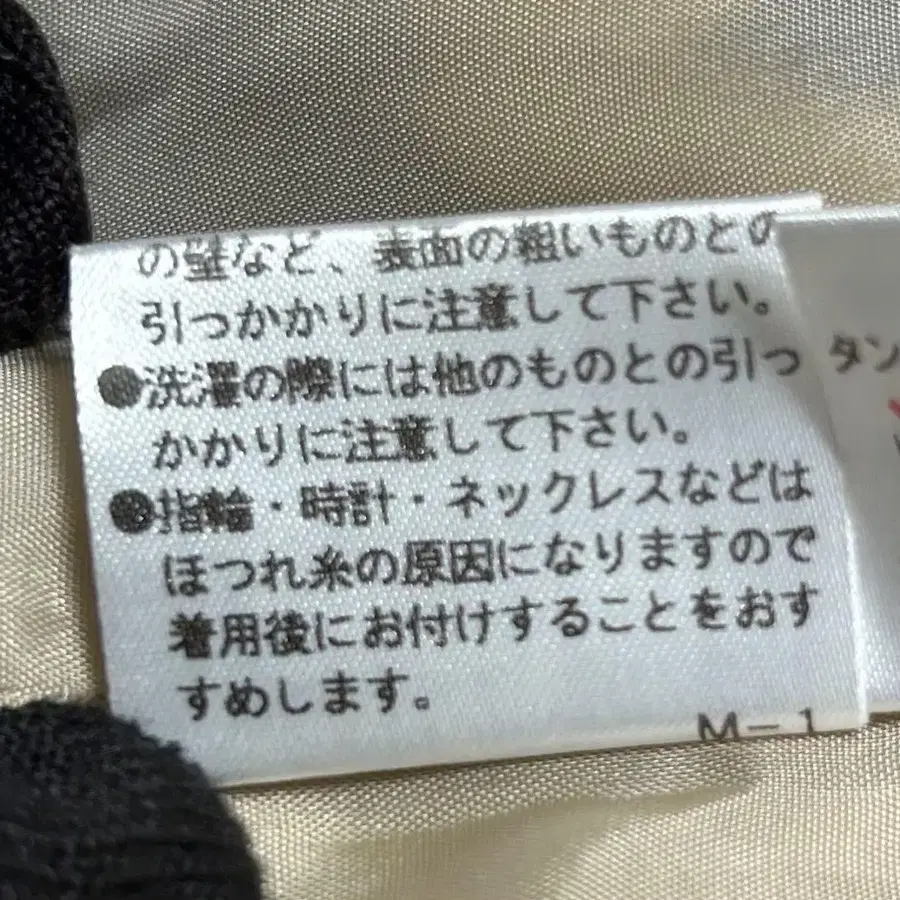 の壁など、表面の粗いものとの
引っかかりに注意して下さい。
●洗濯の際には他のものとの引っ
かかりに注意して下さい。
●指輪・時計・ネックレスなどは
ほつれ糸の原因になりますので
着用後にお付けすることをおす
すめします。
M－1
タン